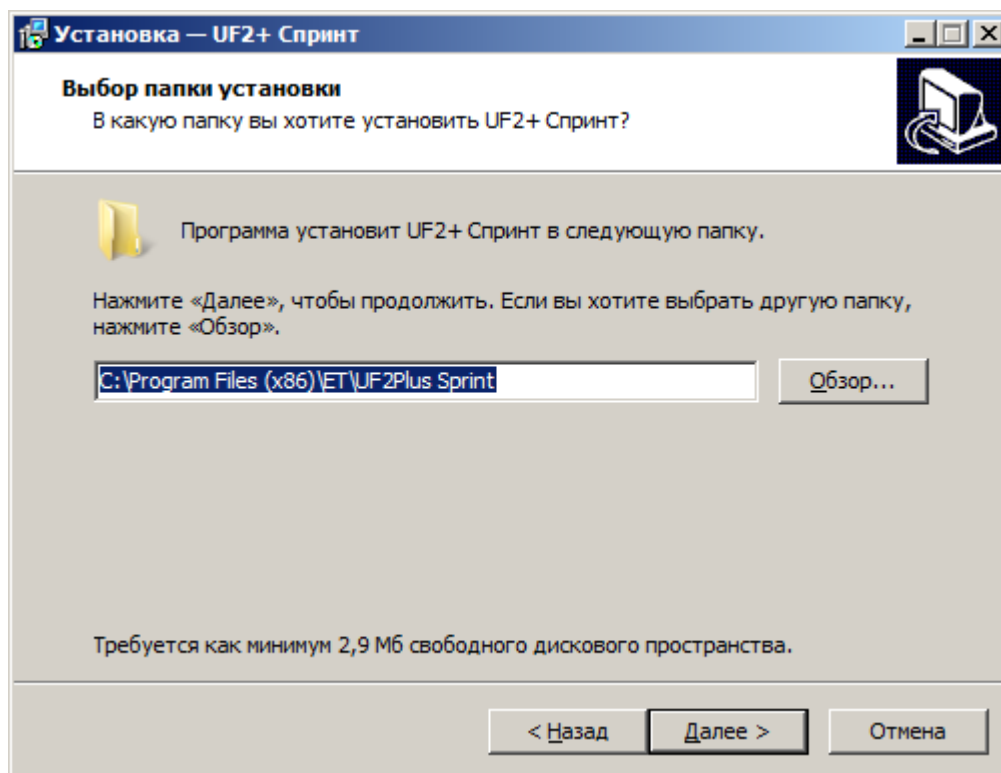 Установка — UF2+ Спринт
Выбор папки установки
В какую папку вы хотите установить UF2+ Спринт?
Программа установит UF2+ Спринт в следующую папку.
Нажмите «Далее», чтобы продолжить. Если вы хотите выбрать другую папку,
нажмите «Обзор».
C:\Program Files (x86)\ET\UF2Plus Sprint
Обзор...
Требуется как минимум 2,9 Мб свободного дискового пространства.
< Назад
Далее >
Отмена